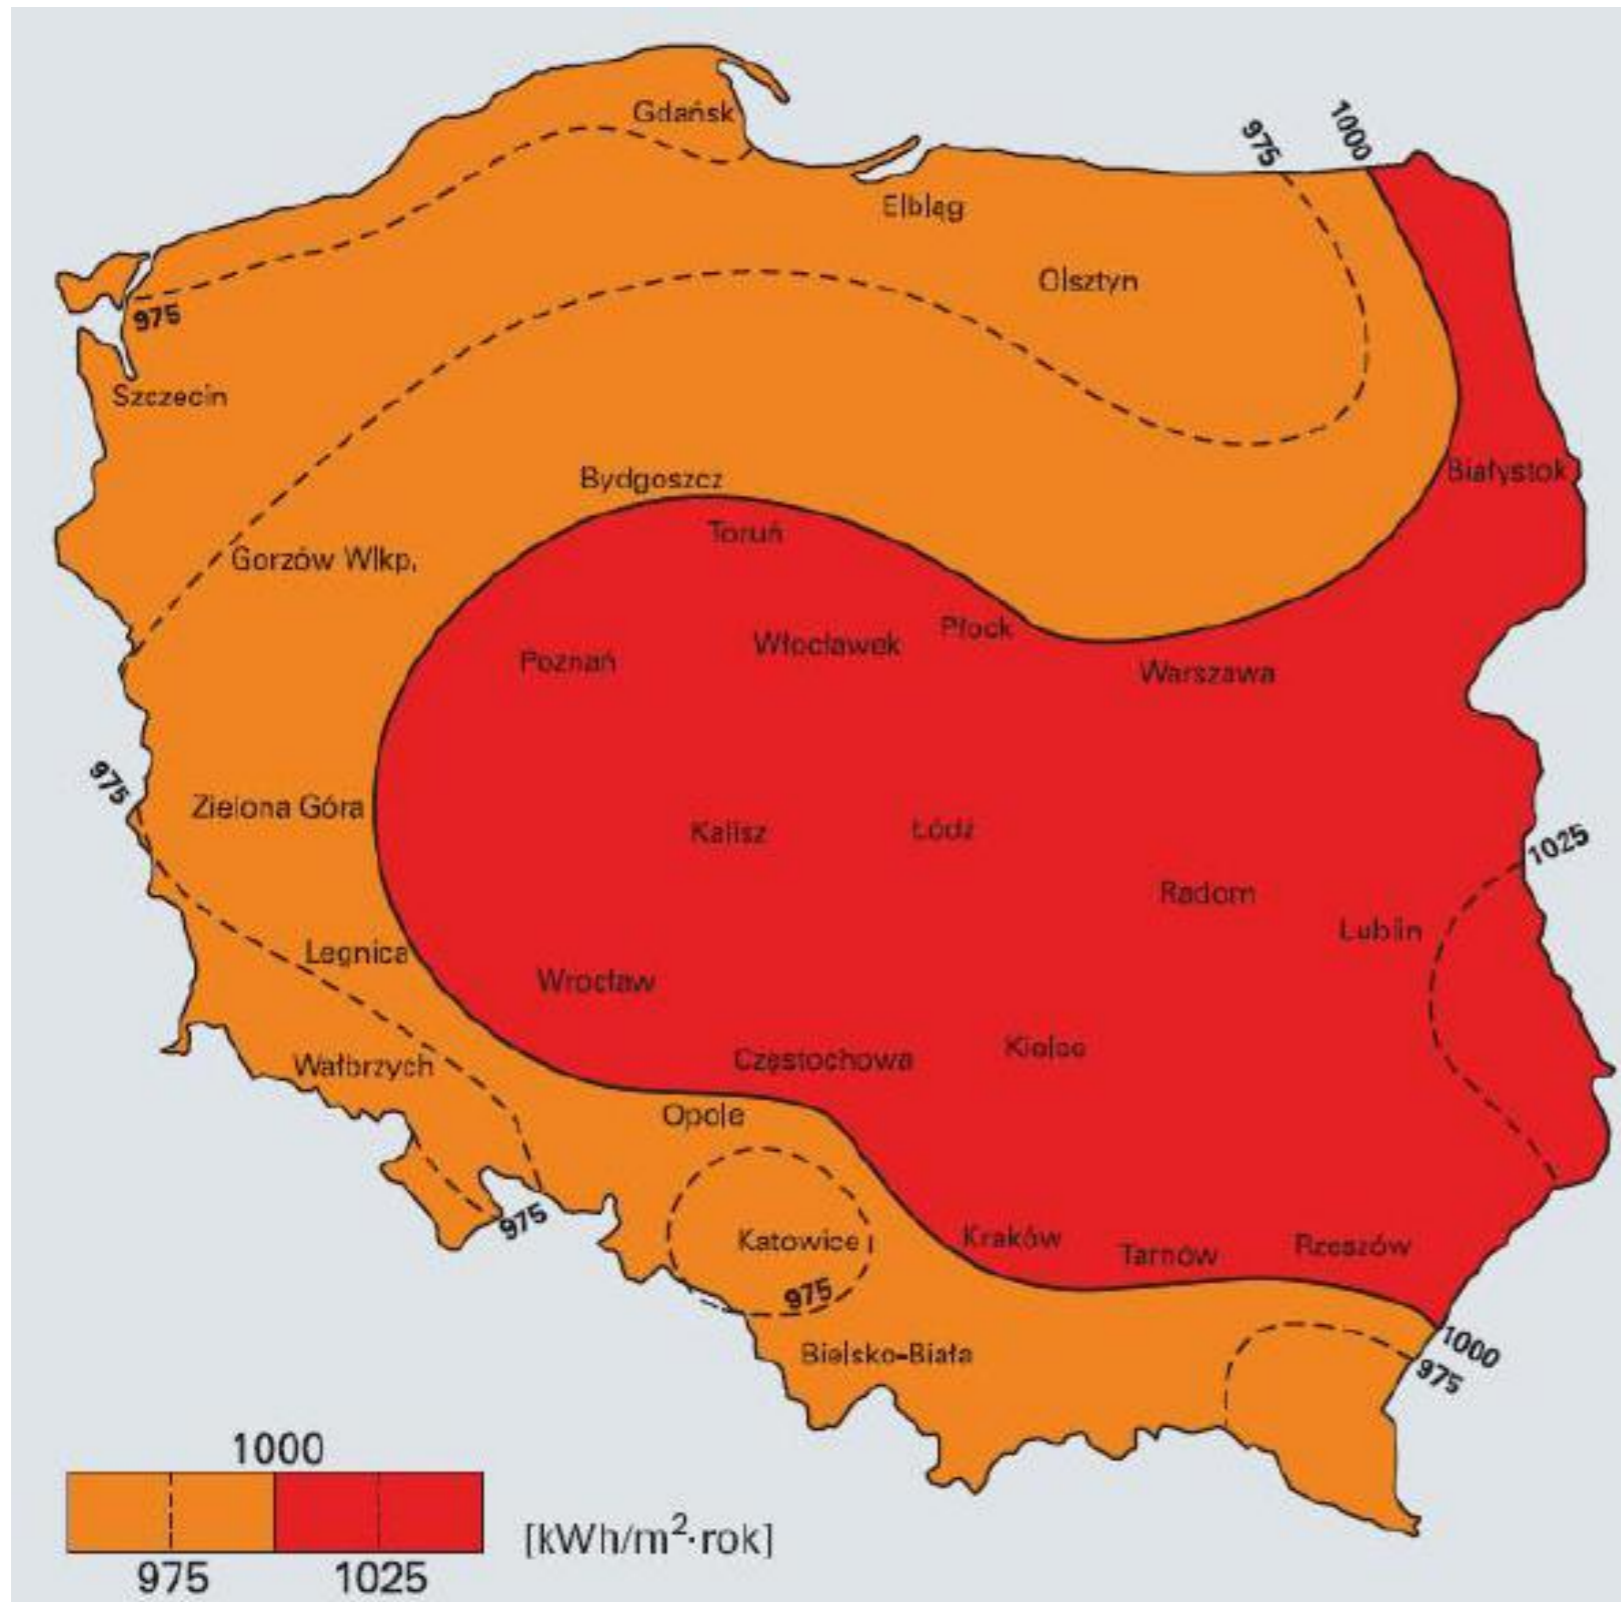 Gdańsk
975
1000
Elbląg
Olsztyn
975
Szczecin
Bydgoszcz
Białystok
Toruń
Gorzów Wlkp.
Płock
Włocławek
Poznań
Warszawa
975
Zielona Góra
Kalisz
Łódź
1025
Radom
Lublin
Legnica
Wrocław
Kielce
Częstochowa
Wałbrzych
Opole
975
Katowice
Kraków
Tarnów
Rzeszów
975
1000
975
Bielsko-Biała
1000
975
1025
[kWh/m²·rok]